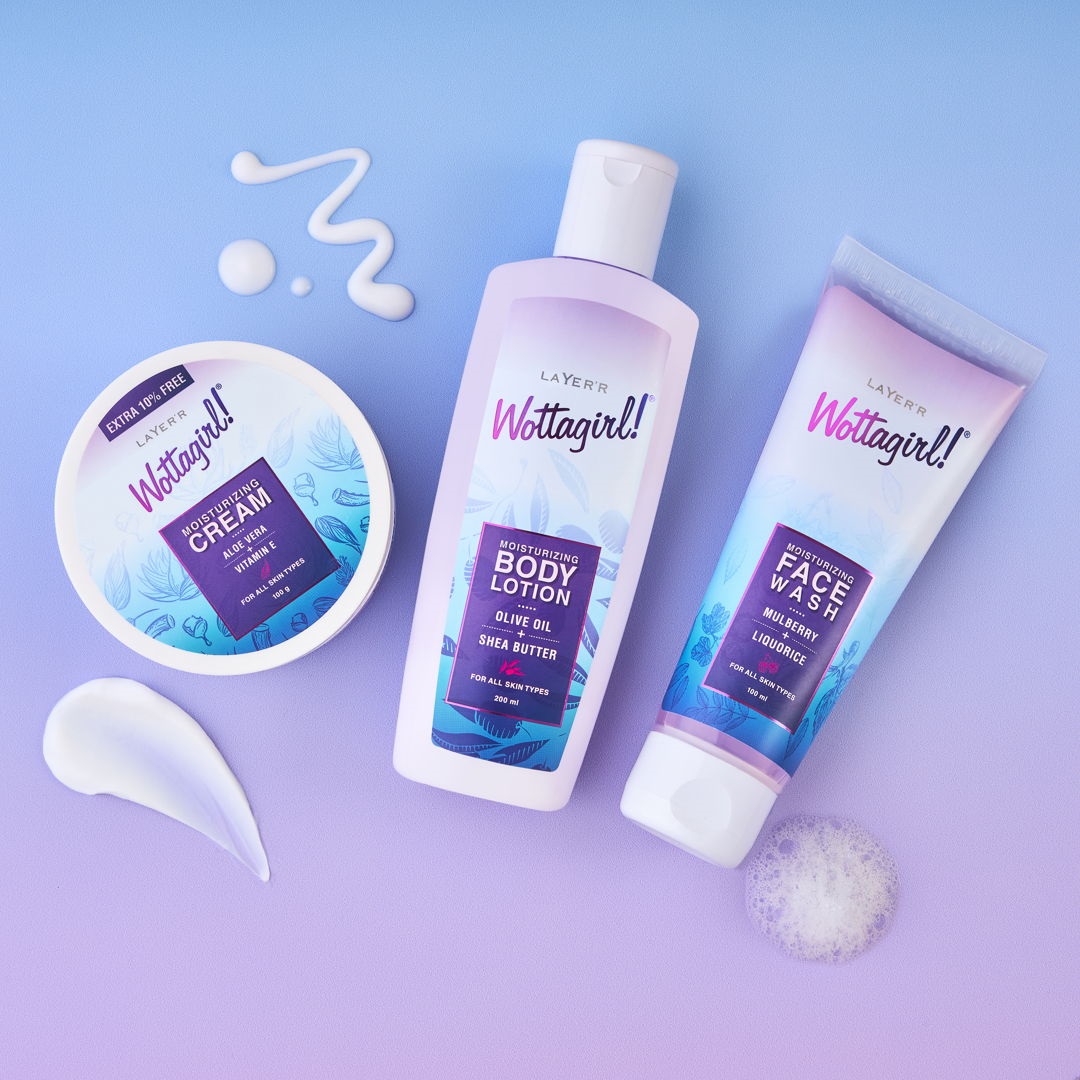 EXTRA 10% FREE
LAYER'R
Wottagirl!®
MOISTURIZING
CREAM
ALOE VERA
+
VITAMIN E
FOR ALL SKIN TYPES
100 g
LAYER'R
Wottagirl!®
MOISTURIZING
BODY
LOTION
OLIVE OIL
+
SHEA BUTTER
FOR ALL SKIN TYPES
200 ml
LAYER'R
Wottagirl!®
MOISTURIZING
FACE
WASH
MULBERRY
+
LIQUORICE
FOR ALL SKIN TYPES
100 ml